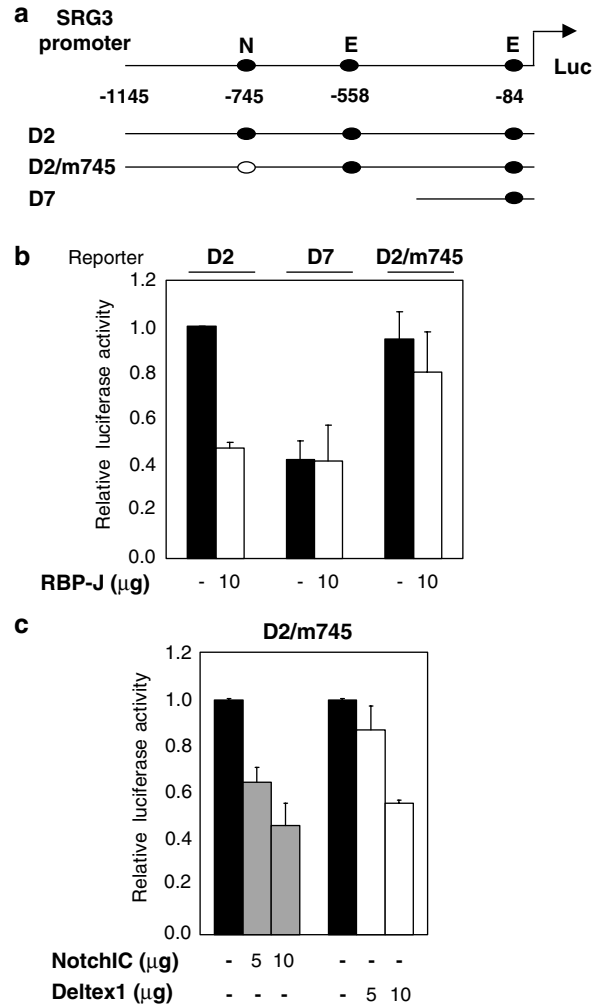 a
SRG3
promoter
N E E
Luc
-1145 -745 -558 -84
D2
D2/m745
D7
b
Reporter D2 D7 D2/m745
Relative luciferase activity
1.2
1.0
0.8
0.6
0.4
0.2
0.0
RBP-J (μg) - 10 - 10 - 10
c
D2/m745
Relative luciferase activity
1.2
1.0
0.8
0.6
0.4
0.2
0.0
NotchIC (μg) - 5 10 - - -
Deltex1 (μg) - - - - 5 10